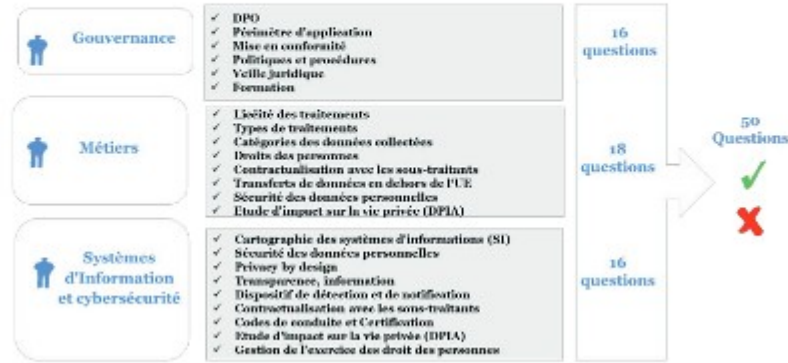 Gouvernance
✓ DPO
✓ Périmètre d'application
✓ Mise en conformité
✓ Politiques et procédures
✓ Veille juridique
✓ Formation
16
questions
Métiers
✓ Licéité des traitements
✓ Types de traitements
✓ Catégories des données collectées
✓ Droits des personnes
✓ Contractualisation avec les sous-traitants
✓ Transferts de données en dehors de l'UE
✓ Sécurité des données personnelles
✓ Etude d'impact sur la vie privée (DPIA)
18
questions
50
Questions
Systèmes
d'Information
et cybersécurité
✓ Cartographie des systèmes d'informations (SI)
✓ Sécurité des données personnelles
✓ Privacy by design
✓ Transparence, information
✓ Dispositif de détection et de notification
✓ Contractualisation avec les sous-traitants
✓ Codes de conduite et Certification
✓ Etude d'impact sur la vie privée (DPIA)
✓ Gestion de l'exercice des droit des personnes
16
questions